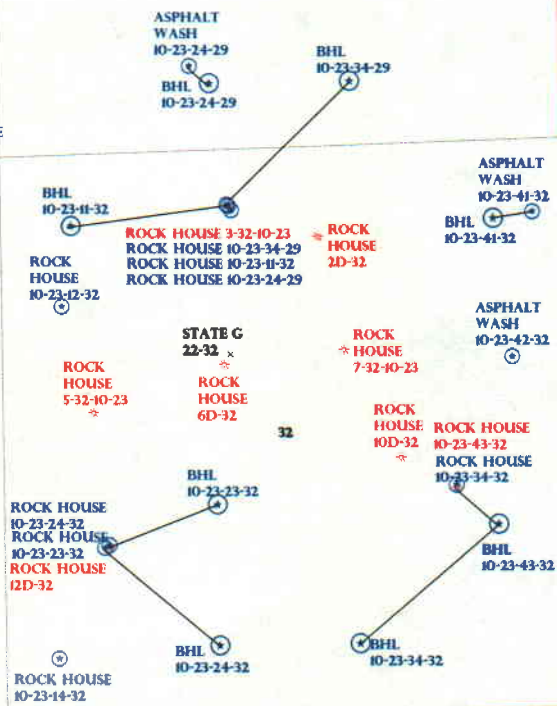 ASPHALT
WASH
10-23-24-29
BHL
10-23-24-29
BHL
10-23-34-29
E
BHL
10-23-11-32
ASPHALT
WASH
10-23-41-32
BHL
10-23-41-32
ROCK HOUSE 3-32-10-23
ROCK HOUSE 10-23-34-29
ROCK HOUSE 10-23-11-32
ROCK HOUSE 10-23-24-29
ROCK
HOUSE
2D-32
ROCK
HOUSE
10-23-12-32
ASPHALT
WASH
10-23-42-32
STATE G
22-32
ROCK
HOUSE
7-32-10-23
ROCK
HOUSE
5-32-10-23
ROCK
HOUSE
6D-32
32
ROCK
HOUSE
10D-32
ROCK HOUSE
10-23-43-32
ROCK HOUSE
10-23-34-32
BHL
10-23-23-32
ROCK HOUSE
10-23-24-32
ROCK HOUSE
10-23-23-32
ROCK HOUSE
12D-32
BHL
10-23-43-32
BHL
10-23-24-32
BHL
10-23-34-32
ROCK HOUSE
10-23-14-32